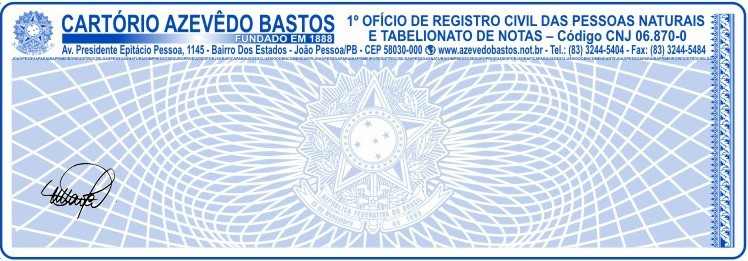 CARTÓRIO AZEVÊDO BASTOS
FUNDADO EM 1888
1º OFÍCIO DE REGISTRO CIVIL DAS PESSOAS NATURAIS
E TABELIONATO DE NOTAS – Código CNJ 06.870-0
Av. Presidente Epitácio Pessoa, 1145 - Bairro Dos Estados - João Pessoa/PB - CEP 58030-000 www.azevedobastos.not.br - Tel.: (83) 3244-5404 - Fax: (83) 3244-5484